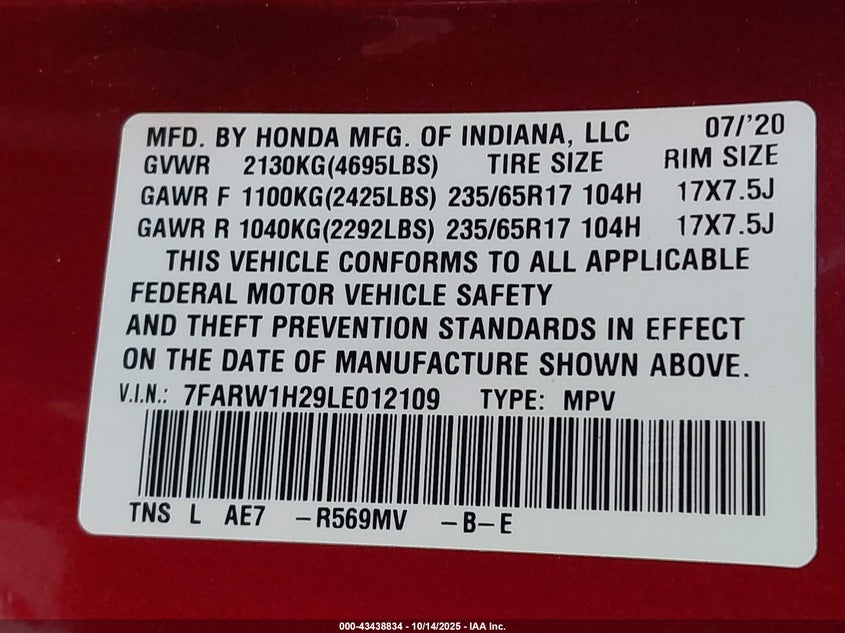 MFD. BY HONDA MFG. OF INDIANA, LLC 07/'20
GVWR 2130KG(4695LBS) TIRE SIZE RIM SIZE
GAWR F 1100KG(2425LBS) 235/65R17 104H 17X7.5J
GAWR R 1040KG(2292LBS) 235/65R17 104H 17X7.5J
THIS VEHICLE CONFORMS TO ALL APPLICABLE
FEDERAL MOTOR VEHICLE SAFETY
AND THEFT PREVENTION STANDARDS IN EFFECT
ON THE DATE OF MANUFACTURE SHOWN ABOVE.
V.I.N.: 7FARW1H29LE012109 TYPE: MPV
TNS L AE7 -R569MV -B-E
000-43438834 - 10/14/2025 - IAA Inc.